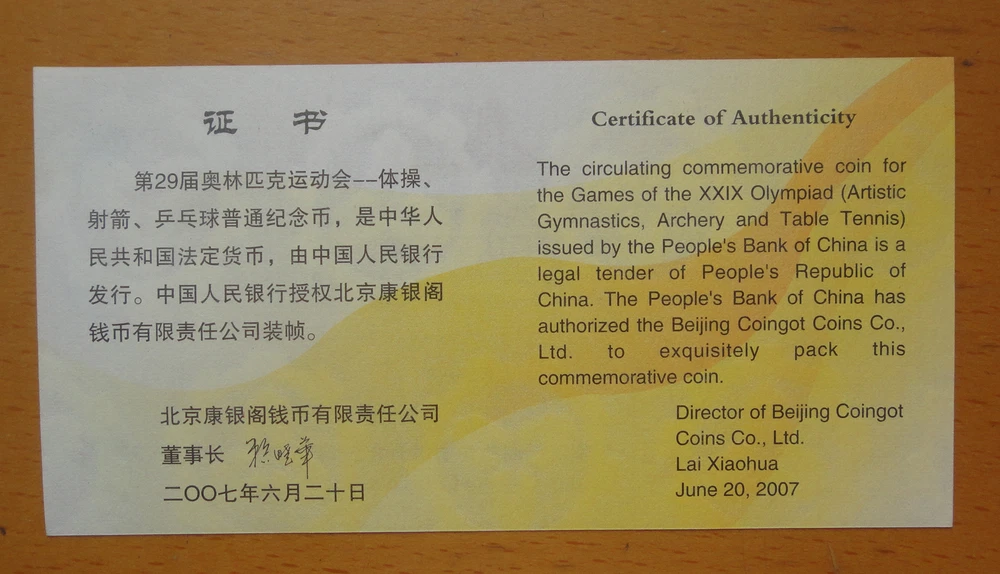 证 书
第29届奥林匹克运动会--体操、
射箭、乒乓球普通纪念币，是中华人
民共和国法定货币，由中国人民银行
发行。中国人民银行授权北京康银阁
钱币有限责任公司装帧。
北京康银阁钱币有限责任公司
董事长
二〇〇七年六月二十日
Certificate of Authenticity
The circulating commemorative coin for
the Games of the XXIX Olympiad (Artistic
Gymnastics, Archery and Table Tennis)
issued by the People's Bank of China is a
legal tender of People's Republic of
China. The People's Bank of China has
authorized the Beijing Coingot Coins Co.,
Ltd. to exquisitely pack this
commemorative coin.
Director of Beijing Coingot
Coins Co., Ltd.
Lai Xiaohua
June 20, 2007